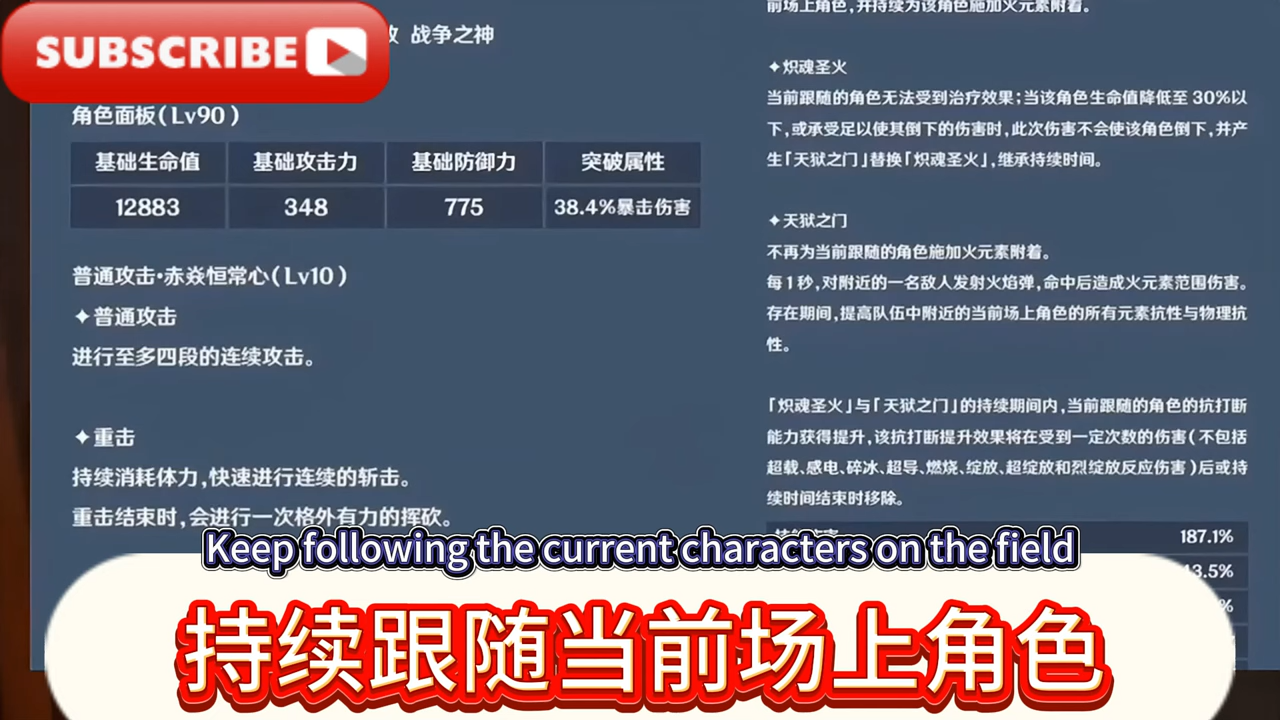 SUBSCRIBE
战争之神
角色面板(Lv90)
基础生命值 基础攻击力 基础防御力 突破属性
12883 348 775 38.4%暴击伤害
普通攻击·赤焱恒常心(Lv10)
✦普通攻击
进行至多四段的连续攻击。
✦重击
持续消耗体力,快速进行连续的斩击。
重击结束时,会进行一次格外有力的挥砍。
前场上角色,并持续为该角色施加火元素附着。
✦炽魂圣火
当前跟随的角色无法受到治疗效果;当该角色生命值降低至30%以
下,或承受足以使其倒下的伤害时,此次伤害不会使该角色倒下,并产
生「天狱之门」替换「炽魂圣火」,继承持续时间。
✦天狱之门
不再为当前跟随的角色施加火元素附着。
每1秒,对附近的一名敌人发射火焰弹,命中后造成火元素范围伤害。
存在期间,提高队伍中附近的当前场上角色的所有元素抗性与物理抗
性。
「炽魂圣火」与「天狱之门」的持续期间内,当前跟随的角色的抗打断
能力获得提升,该抗打断提升效果将在受到一定次数的伤害(不包括
超载、感电、碎冰、超导、燃烧、绽放、超绽放和烈绽放反应伤害)后或持
续时间结束时移除。
187.1%
3.5%
%
Keep following the current characters on the field
持续跟随当前场上角色